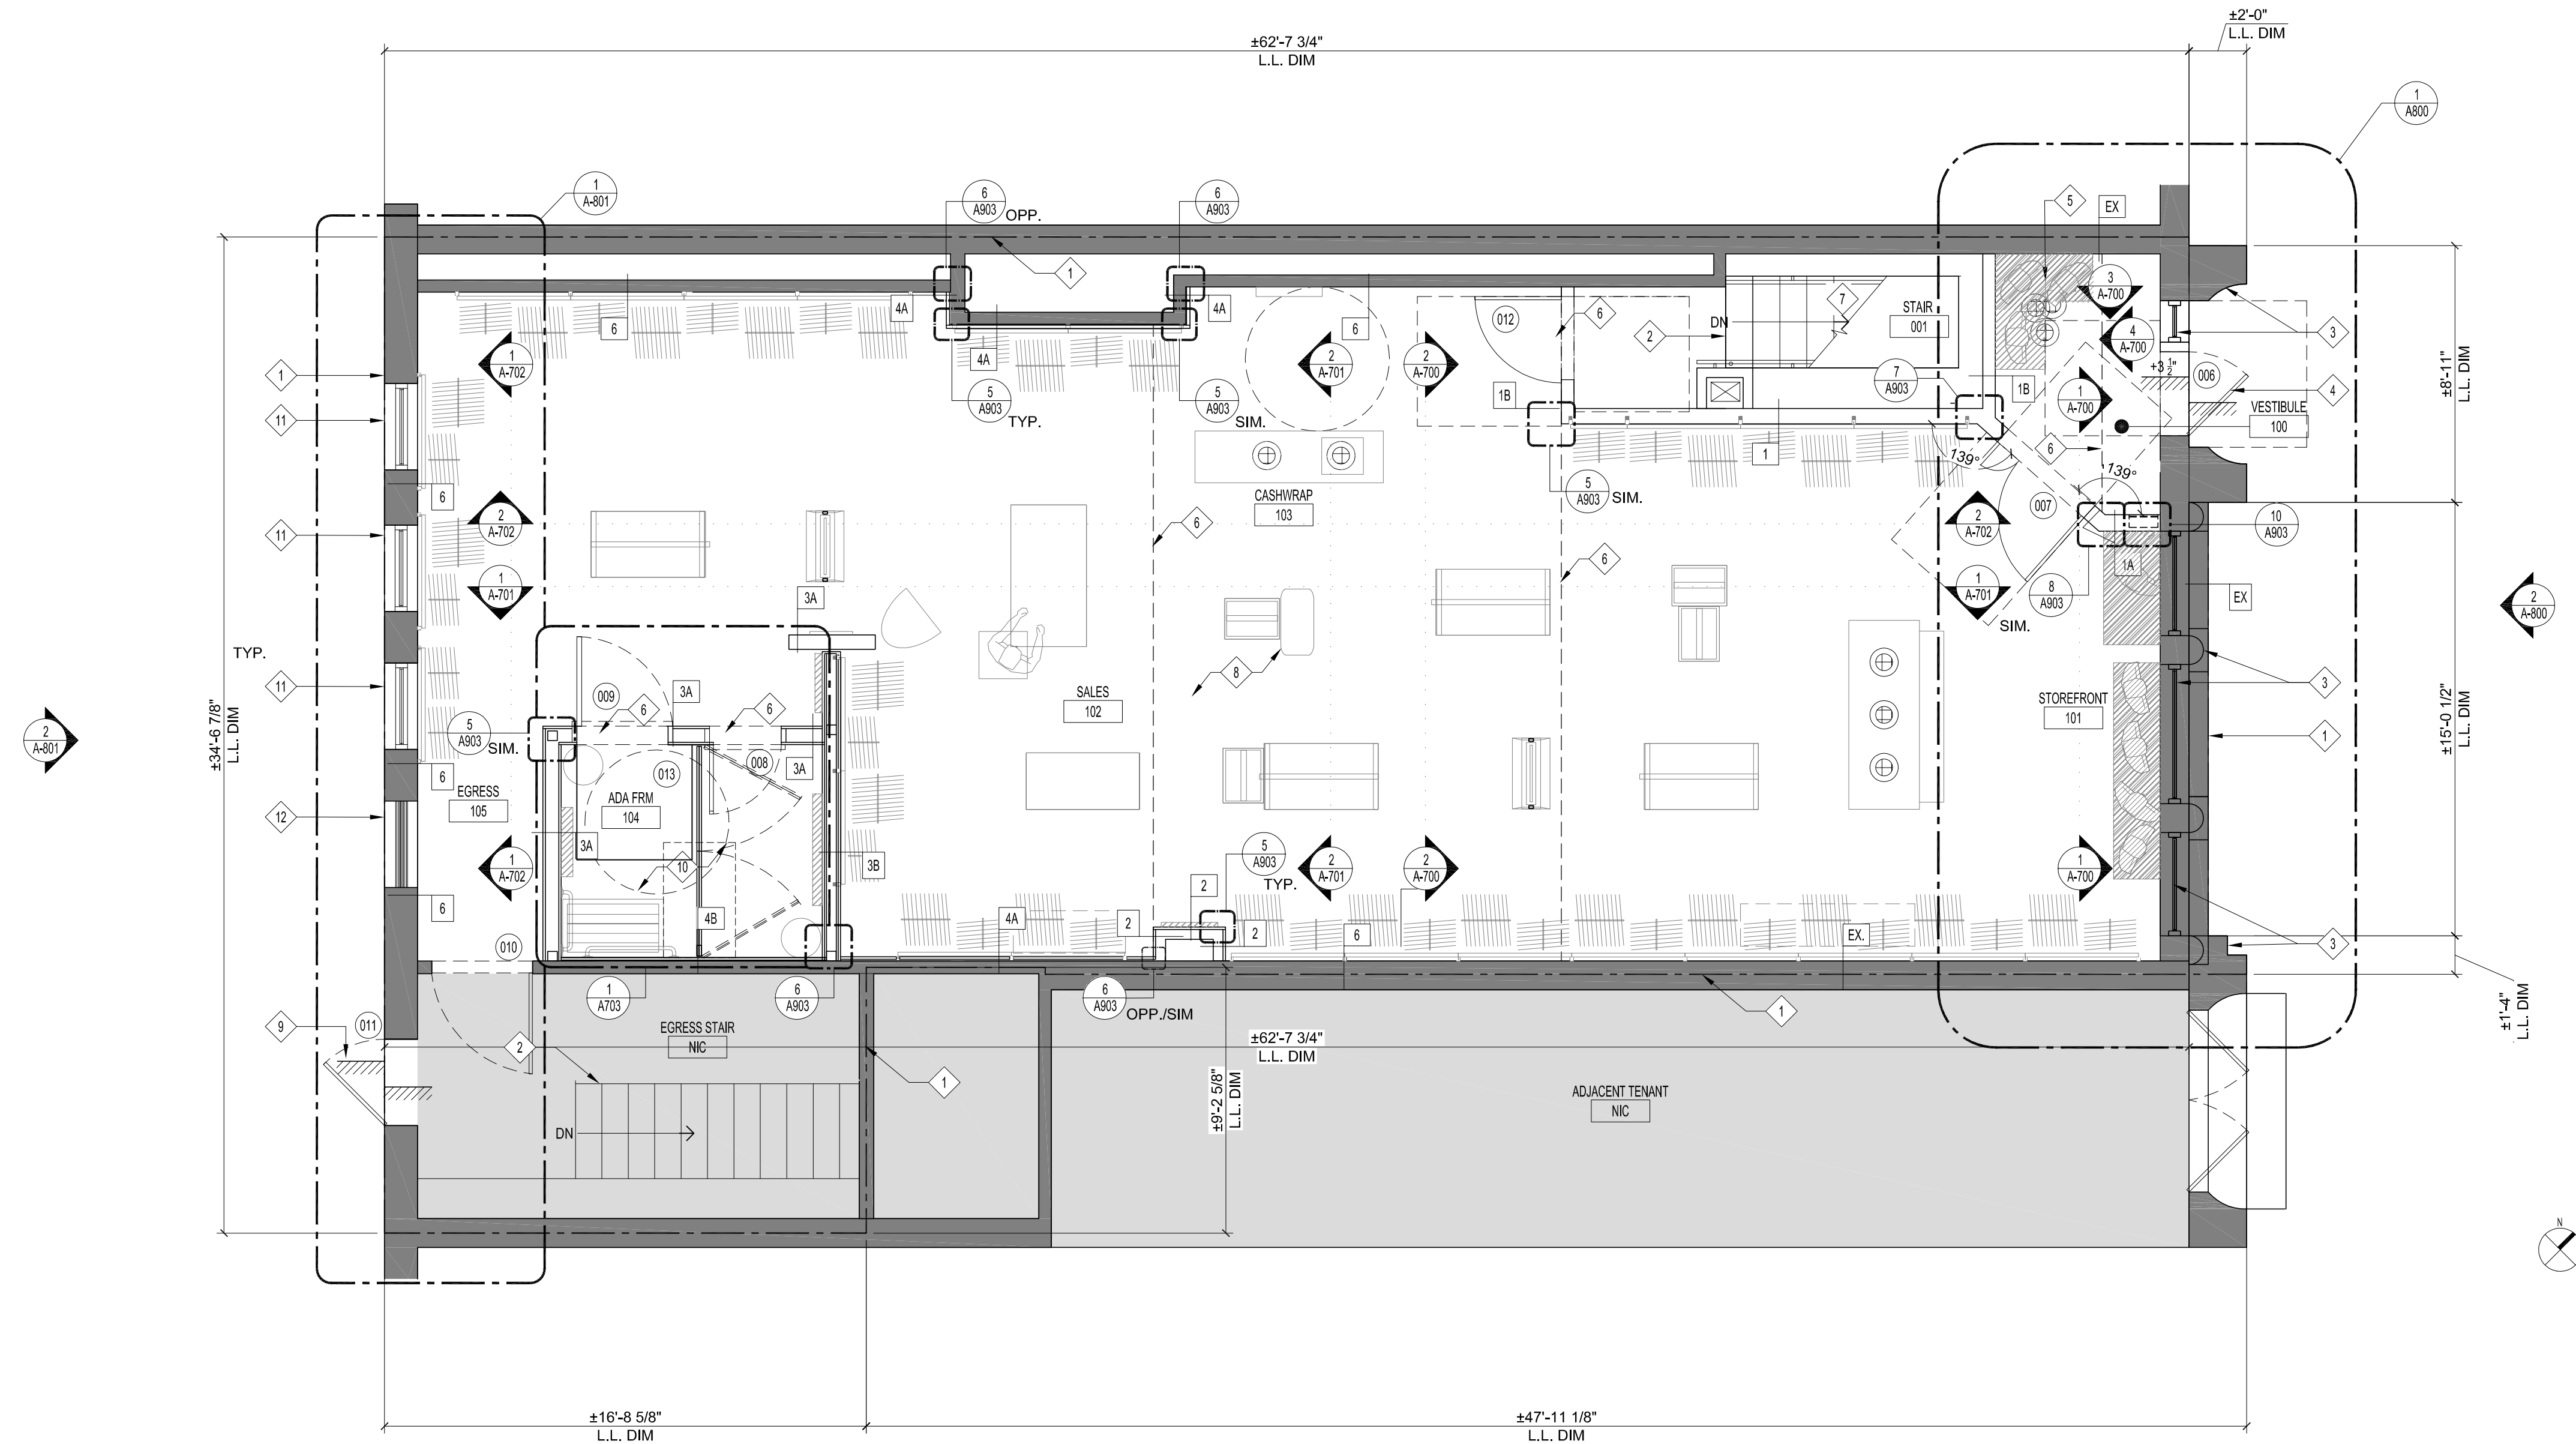 ±2'-0"
L.L. DIM
±62'-7 3/4"
L.L. DIM
1
A800
1
A-801
6
A903
OPP.
6
A903
5
EX
1
3
A-700
4A
4A
6
012
6
6
2
DN
7
STAIR
001
4
A-700
3
±8'-11"
L.L. DIM
1
A-702
4A
2
A-701
2
A-700
1
+3 1/2"
006
4
7
A903
1B
1B
1
A-700
VESTIBULE
100
5
A903
TYP.
5
A903
SIM.
11
1
139°
6
139°
6
CASHWRAP
103
5
A903
SIM.
007
2
A-702
2
A-702
6
10
A903
11
6
1A
1
A-701
3A
1
A-701
SIM.
8
A903
EX
2
A-800
TYP.
8
3A
009
6
6
SALES
102
STOREFRONT
101
11
3
±34'-6 7/8"
L.L. DIM
2
A-801
5
A903
SIM.
±15'-0 1/2"
L.L. DIM
1
013
008
3A
6
EGRESS
105
ADA FRM
104
12
3A
10
3B
1
A-702
5
A903
TYP.
2
A-701
2
A-700
1
A-700
2
6
4B
4A
2
2
6
EX.
3
010
1
A703
6
A903
6
A903
OPP./SIM
1
±1'-4"
L.L. DIM
9
011
EGRESS STAIR
NIC
2
±62'-7 3/4"
L.L. DIM
1
±9'-2 5/8"
L.L. DIM
ADJACENT TENANT
NIC
DN
N
±16'-8 5/8"
L.L. DIM
±47'-11 1/8"
L.L. DIM